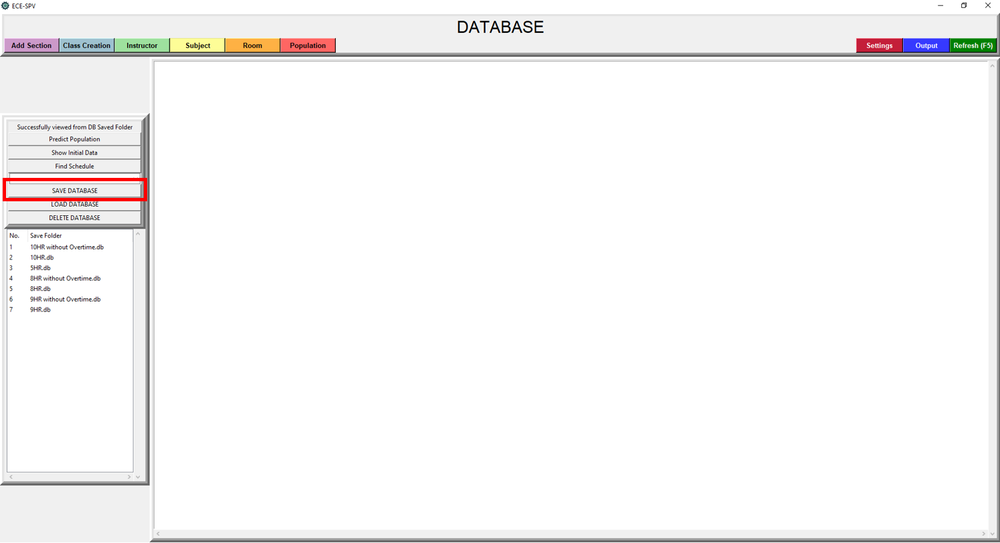 ECE-SPV
DATABASE
Add Section Class Creation Instructor Subject Room Population Settings Output Refresh (F5)
Successfully viewed from DB Saved Folder
Predict Population
Show Initial Data
Find Schedule
SAVE DATABASE
LOAD DATABASE
DELETE DATABASE
No. Save Folder
1 10HR without Overtime.db
2 10HR.db
3 5HR.db
4 8HR without Overtime.db
5 8HR.db
6 9HR without Overtime.db
7 9HR.db